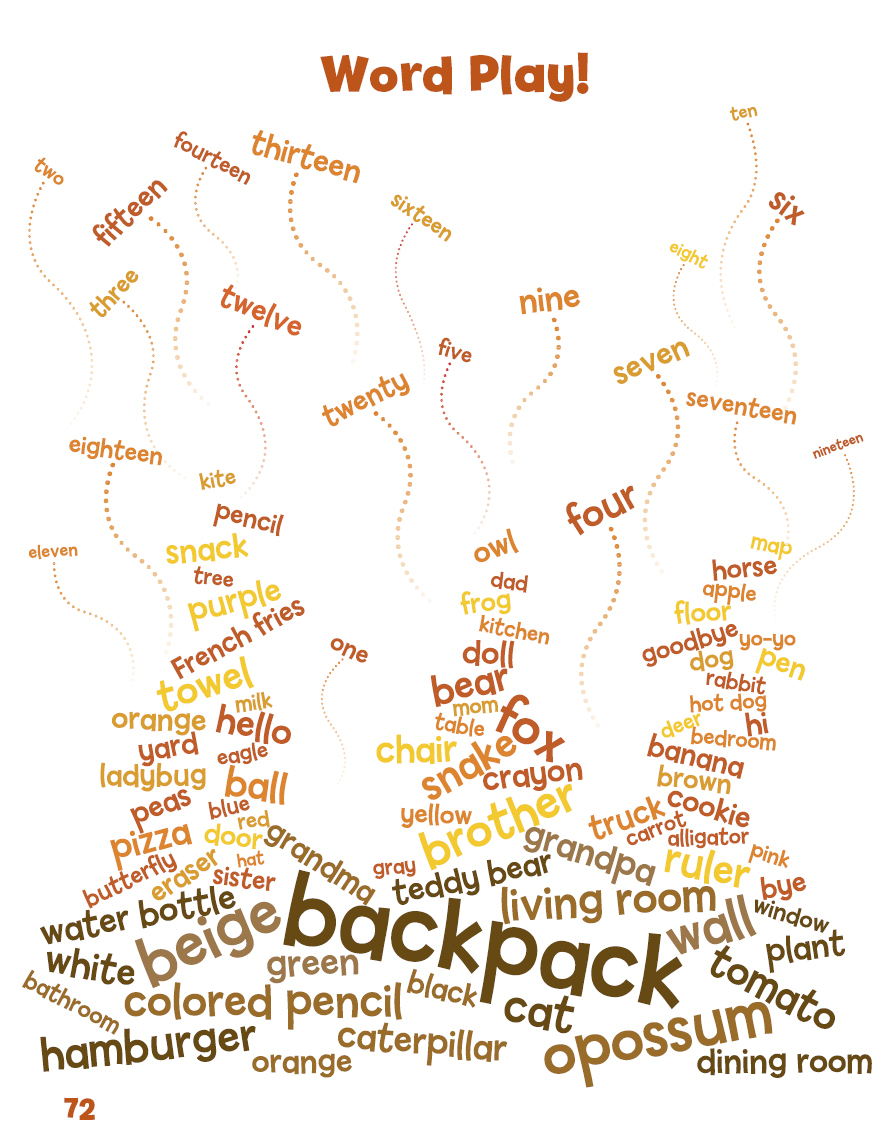 Word Play!
ten
two
fourteen
thirteen
fifteen
sixteen
six
eight
three
twelve
nine
five
seven
twenty
seventeen
eighteen
nineteen
kite
four
pencil
eleven
snack
owl
map
tree
dad
horse
purple
frog
apple
French fries
kitchen
floor
one
doll
goodbye
yo-yo
towel
bear
dog
pen
milk
mom
rabbit
orange
hello
table
fox
hot dog
hi
yard
eagle
chair
snake
deer
bedroom
ladybug
ball
crayon
banana
brown
peas
blue
yellow
brother
truck
cookie
pizza
door
red
grandma
carrot
alligator
butterfly
eraser
hat
sister
gray
teddy bear
grandpa
ruler
pink
bye
water bottle
beige
backpack
living room
wall
window
white
green
plant
bathroom
colored pencil
black
cat
tomato
hamburger
orange
caterpillar
opossum
dining room
72